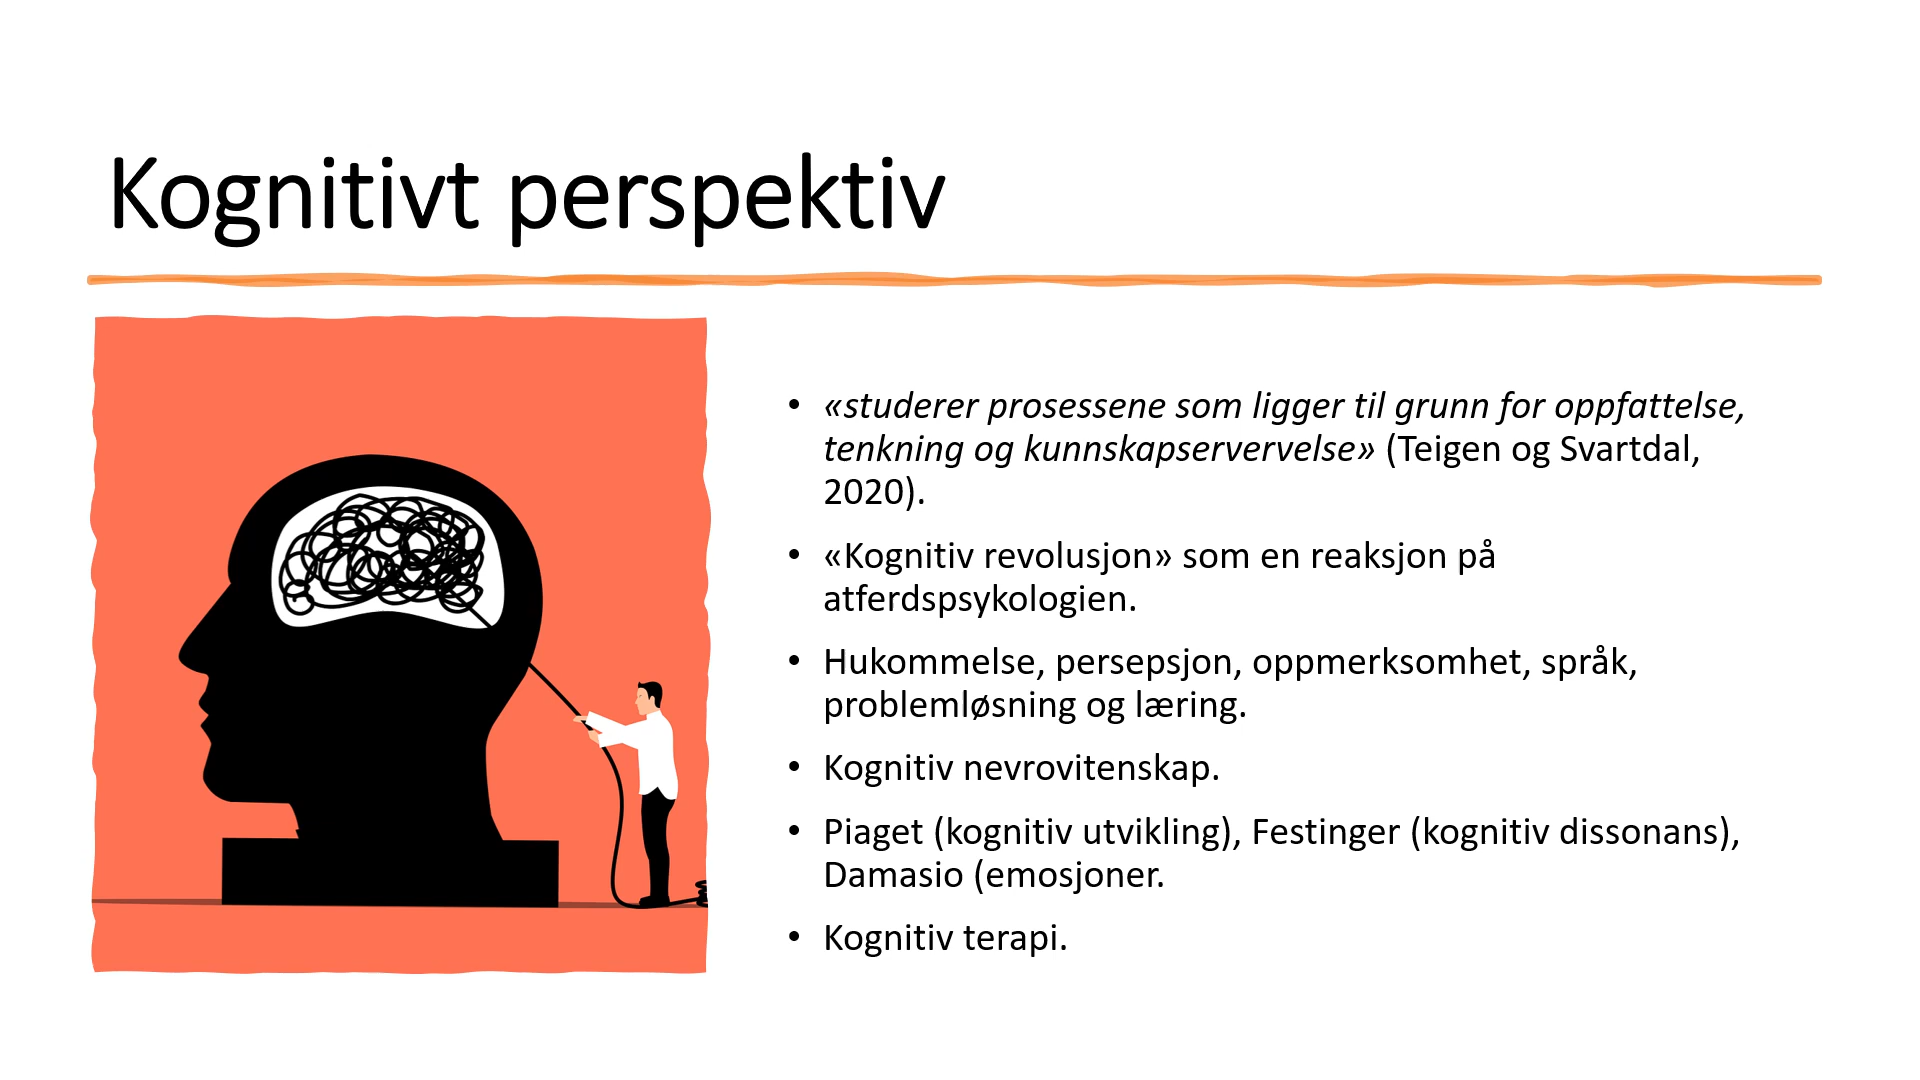 Kognitivt perspektiv
• «studerer prosessene som ligger til grunn for oppfattelse,
tenkning og kunnskapservervelse» (Teigen og Svartdal,
2020).
• «Kognitiv revolusjon» som en reaksjon på
atferdspsykologien.
• Hukommelse, persepsjon, oppmerksomhet, språk,
problemløsning og læring.
• Kognitiv nevrovitenskap.
• Piaget (kognitiv utvikling), Festinger (kognitiv dissonans),
Damasio (emosjoner.
• Kognitiv terapi.